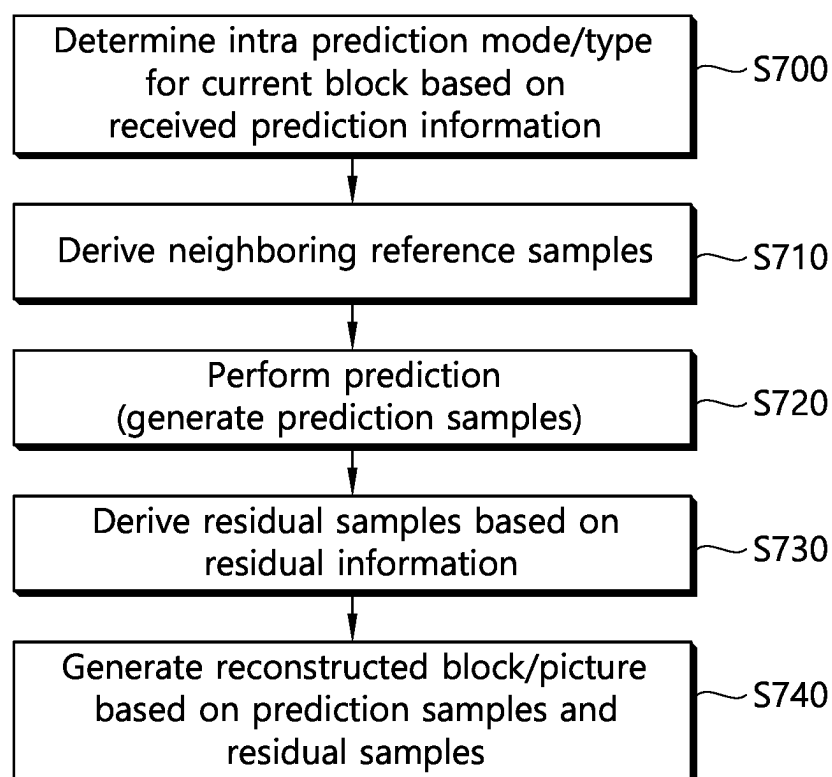 Determine intra prediction mode/type
for current block based on
received prediction information
S700
Derive neighboring reference samples
S710
Perform prediction
(generate prediction samples)
S720
Derive residual samples based on
residual information
S730
Generate reconstructed block/picture
based on prediction samples and
residual samples
S740